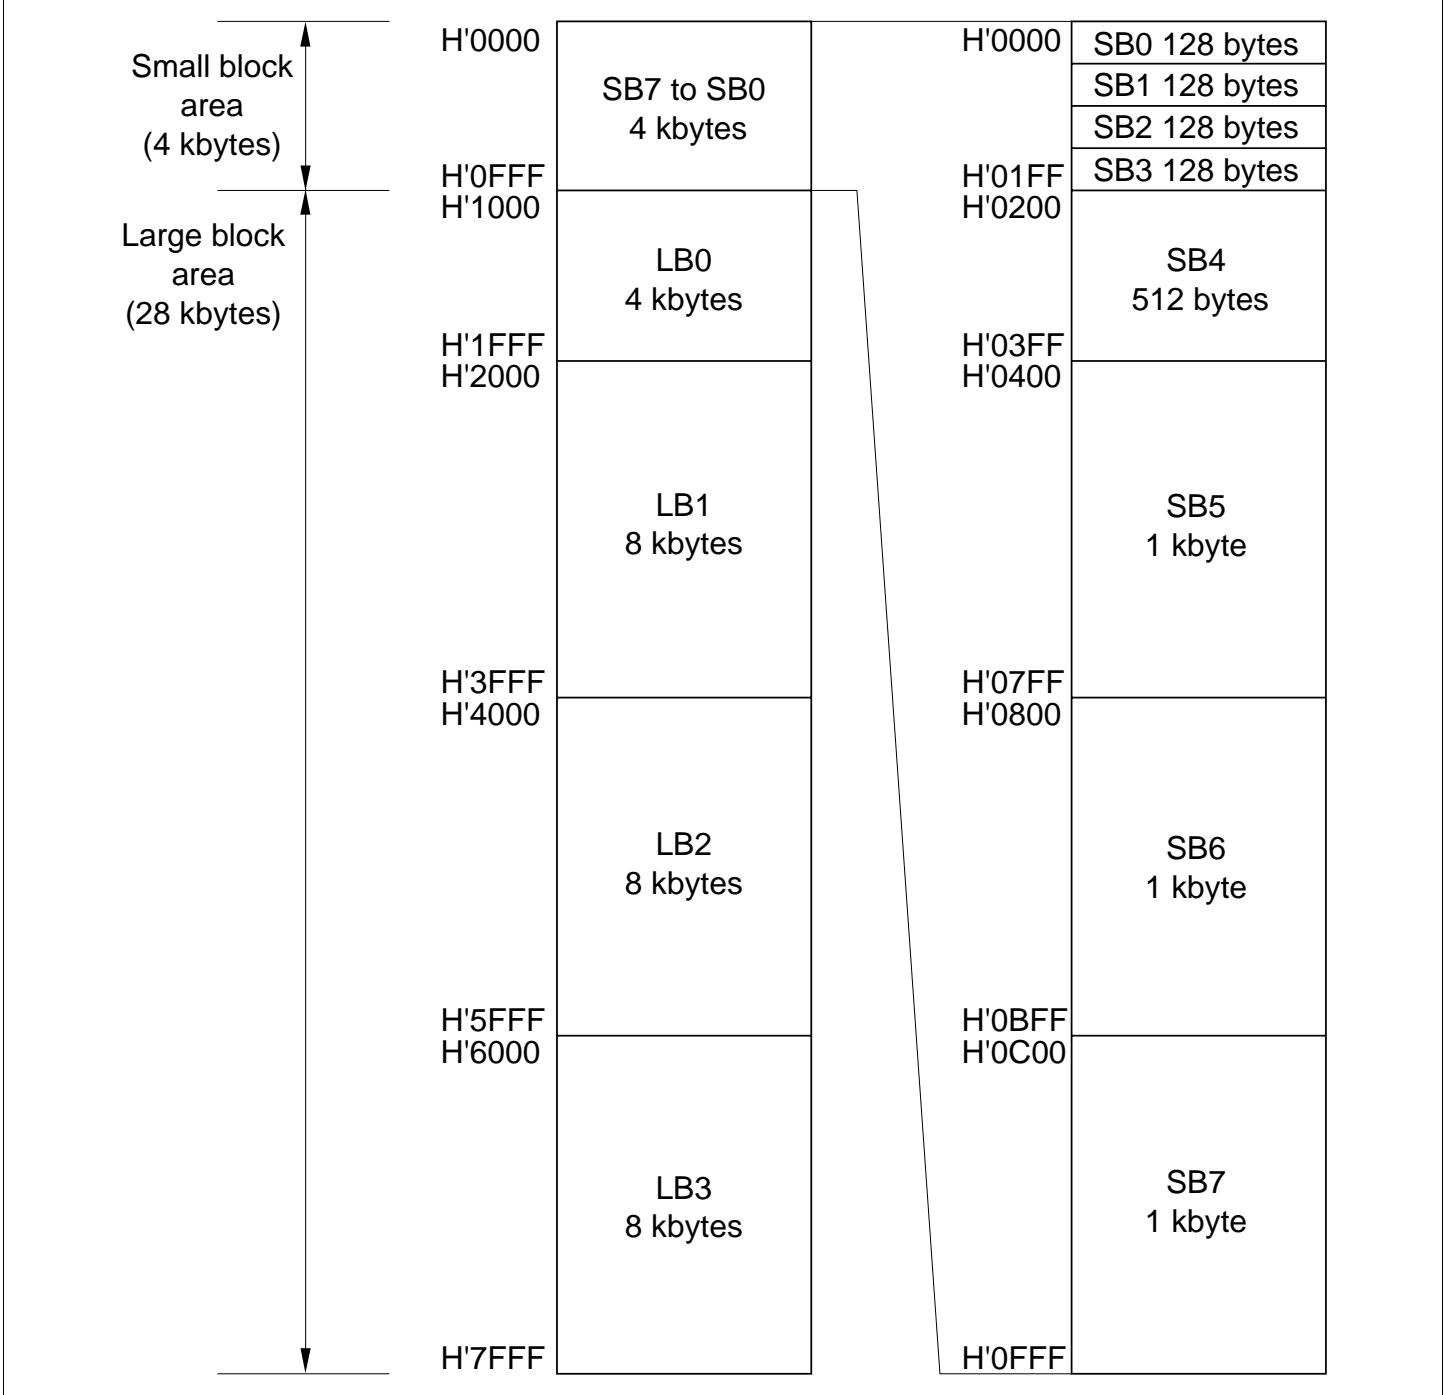 Small block
area
(4 kbytes)
Large block
area
(28 kbytes)
H'0000
SB7 to SB0
4 kbytes
H'0FFF
H'1000
LB0
4 kbytes
H'1FFF
H'2000
LB1
8 kbytes
H'3FFF
H'4000
LB2
8 kbytes
H'5FFF
H'6000
LB3
8 kbytes
H'7FFF
H'0000
SB0 128 bytes
SB1 128 bytes
SB2 128 bytes
SB3 128 bytes
H'01FF
H'0200
SB4
512 bytes
H'03FF
H'0400
SB5
1 kbyte
H'07FF
H'0800
SB6
1 kbyte
H'0BFF
H'0C00
SB7
1 kbyte
H'0FFF